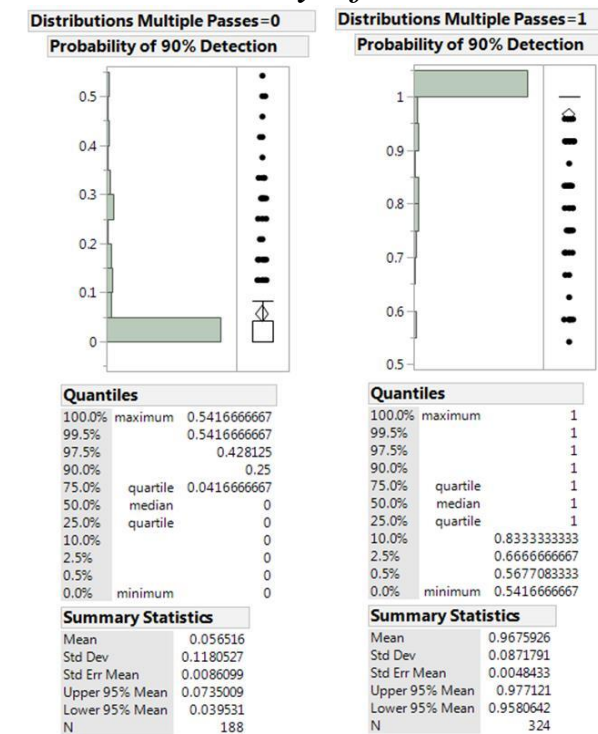 Distributions Multiple Passes=0
Probability of 90% Detection
0.5
0.4
0.3
0.2
0.1
0
Quantiles
100.0% maximum 0.5416666667
99.5% 0.5416666667
97.5% 0.428125
90.0% 0.25
75.0% quartile 0.0416666667
50.0% median 0
25.0% quartile 0
10.0% 0
2.5% 0
0.5% 0
0.0% minimum 0
Summary Statistics
Mean 0.056516
Std Dev 0.1180527
Std Err Mean 0.0086099
Upper 95% Mean 0.0735009
Lower 95% Mean 0.039531
N 188
Distributions Multiple Passes=1
Probability of 90% Detection
1
0.9
0.8
0.7
0.6
0.5
Quantiles
100.0% maximum 1
99.5% 1
97.5% 1
90.0% 1
75.0% quartile 1
50.0% median 1
25.0% quartile 1
10.0% 0.8333333333
2.5% 0.6666666667
0.5% 0.5677083333
0.0% minimum 0.5416666667
Summary Statistics
Mean 0.9675926
Std Dev 0.0871791
Std Err Mean 0.0048433
Upper 95% Mean 0.977121
Lower 95% Mean 0.9580642
N 324